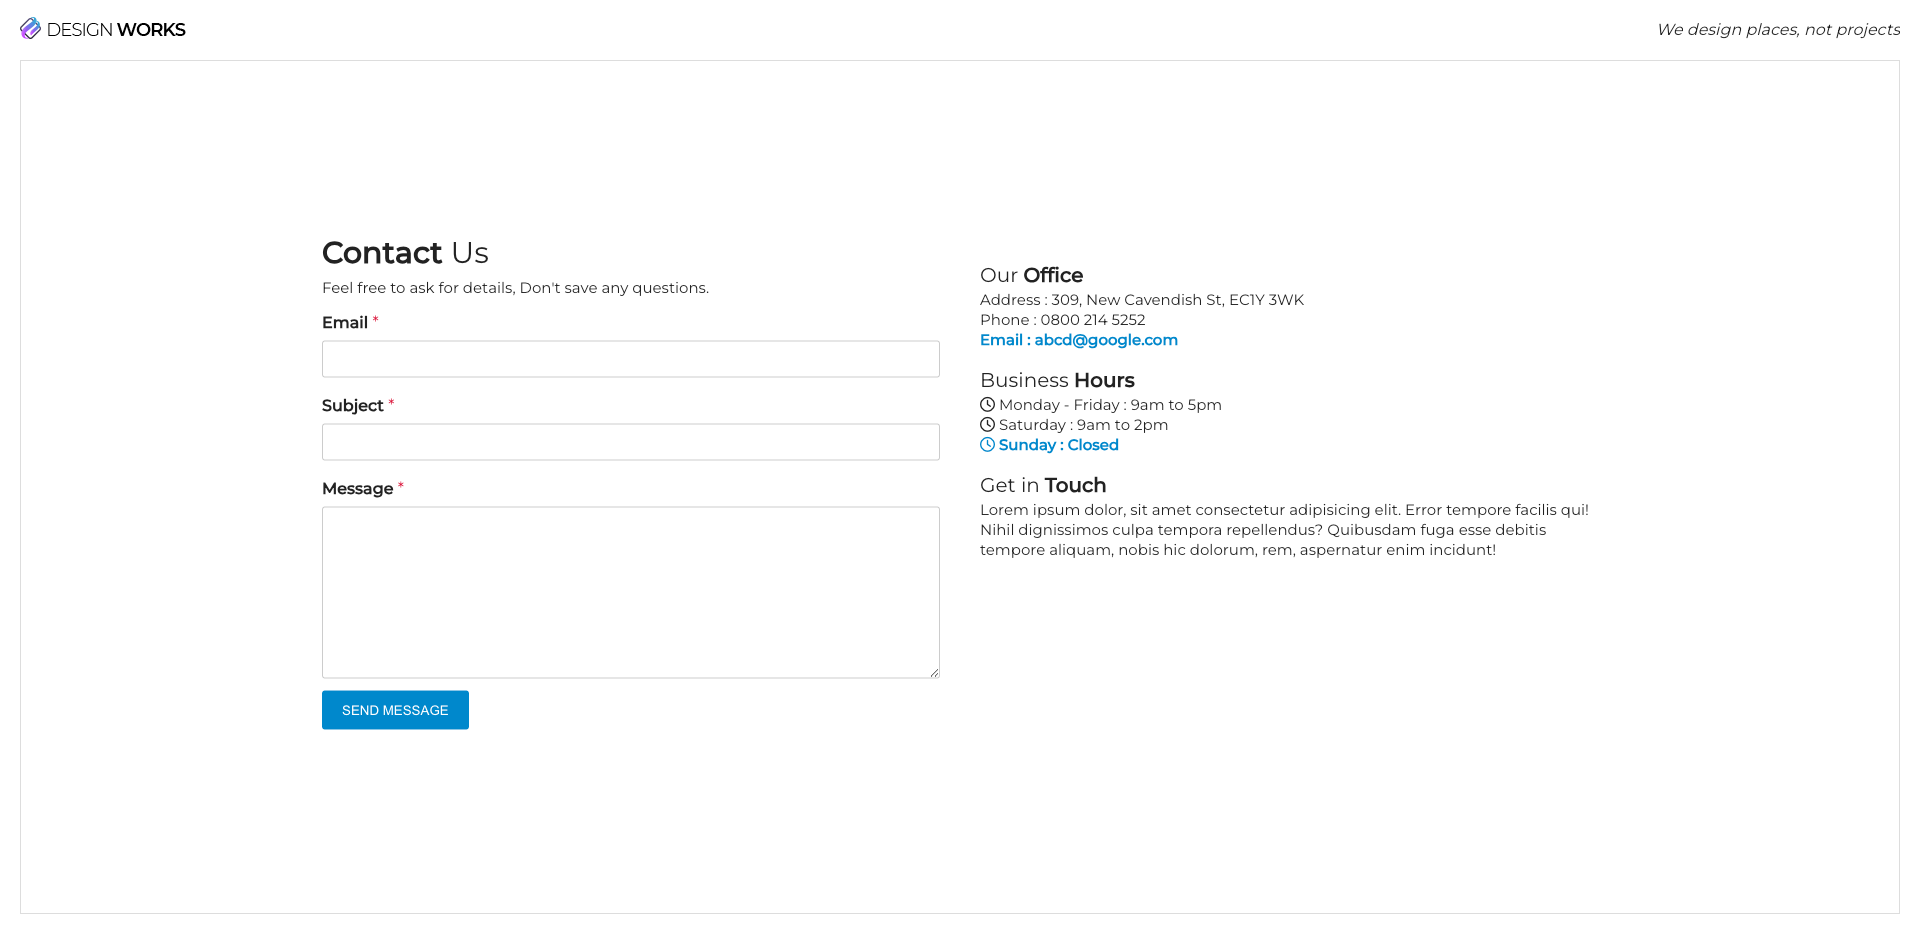 DESIGN WORKS
We design places, not projects
Contact Us
Feel free to ask for details, Don't save any questions.
Email *
Subject *
Message *
SEND MESSAGE
Our Office
Address : 309, New Cavendish St, EC1Y 3WK
Phone : 0800 214 5252
Email : abcd@google.com
Business Hours
Monday - Friday : 9am to 5pm
Saturday : 9am to 2pm
Sunday : Closed
Get in Touch
Lorem ipsum dolor, sit amet consectetur adipisicing elit. Error tempore facilis qui!
Nihil dignissimos culpa tempora repellendus? Quibusdam fuga esse debitis
tempore aliquam, nobis hic dolorum, rem, aspernatur enim incidunt!